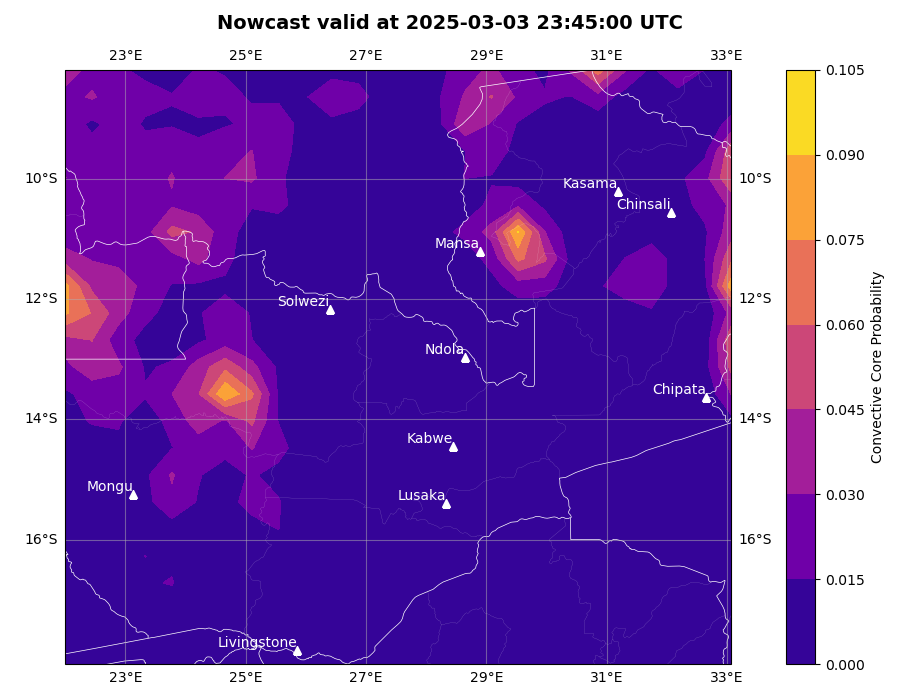 Nowcast valid at 2025-03-03 23:45:00 UTC
23°E 25°E 27°E 29°E 31°E 33°E
0.105
0.090
10°S 10°S
Kasama
Chinsali
0.075
Mansa
12°S 12°S
Solwezi
0.060
Ndola
Chipata
0.045
14°S 14°S
Kabwe
Mongu
Lusaka
0.030
16°S 16°S
0.015
Livingstone
0.000
23°E 25°E 27°E 29°E 31°E 33°E
Convective Core Probability